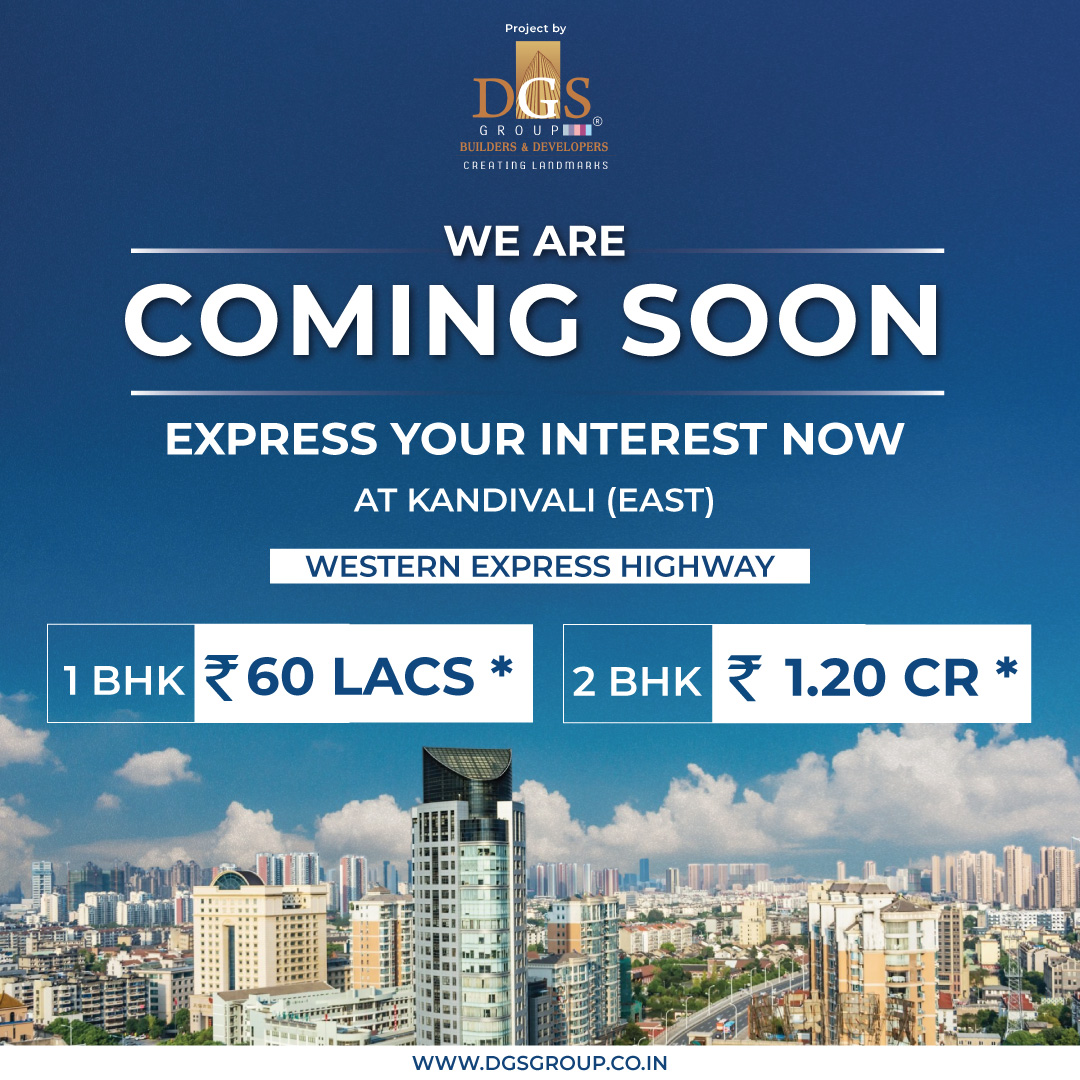 Project by
DGS
GROUP ®
BUILDERS & DEVELOPERS
CREATING LANDMARKS
WE ARE
COMING SOON
EXPRESS YOUR INTEREST NOW
AT KANDIVALI (EAST)
WESTERN EXPRESS HIGHWAY
1 BHK ₹ 60 LACS *
2 BHK ₹ 1.20 CR *
WWW.DGSGROUP.CO.IN